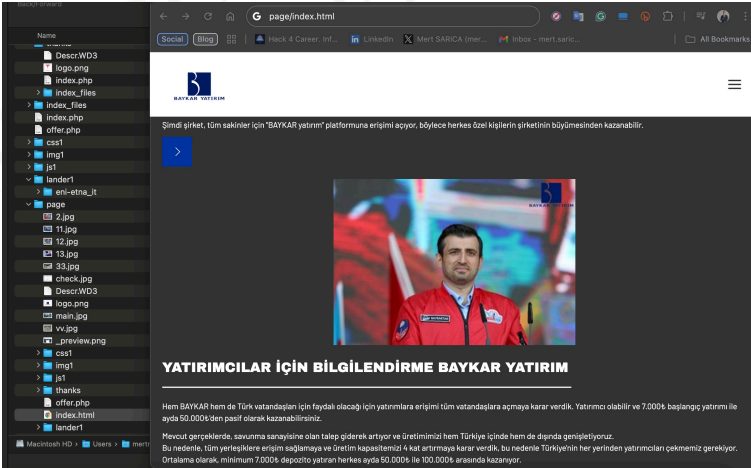 Back/Forward
Name
thanks
Descr.WD3
logo.png
index.php
index_files
index_files
index.php
offer.php
css1
img1
js1
lander1
eni-etna_it
page
2.jpg
11.jpg
12.jpg
13.jpg
33.jpg
check.jpg
Descr.WD3
logo.png
main.jpg
vv.jpg
_preview.png
css1
img1
js1
thanks
offer.php
index.html
lander1
Macintosh HD › Users › mertr
page/index.html
Social Blog Hack 4 Career. Inf... LinkedIn Mert SARICA (mer... Inbox - mert.saric... All Bookmarks
BAYKAR YATIRIM
Şimdi şirket, tüm sakinler için "BAYKAR yatırım" platformuna erişimi açıyor, böylece herkes özel kişilerin şirketinin büyümesinden kazanabilir.
BAYKAR YATIRIM
YATIRIMCILAR İÇİN BİLGİLENDİRME BAYKAR YATIRIM
Hem BAYKAR hem de Türk vatandaşları için faydalı olacağı için yatırımlara erişimi tüm vatandaşlara açmaya karar verdik. Yatırımcı olabilir ve 7.000₺ başlangıç yatırımı ile
ayda 50.000₺'den pasif olarak kazanabilirsiniz.
Mevcut gerçeklerde, savunma sanayisine olan talep giderek artıyor ve üretimimizi hem Türkiye içinde hem de dışında genişletiyoruz.
Bu nedenle, tüm yerleşiklere erişim sağlamaya ve üretim kapasitemizi 4 kat artırmaya karar verdik, bu nedenle Türkiye'nin her yerinden yatırımcıları çekmemiz gerekiyor.
Ortalama olarak, minimum 7.000₺ depozito yatıran herkes ayda 50.000₺ ile 100.000₺ arasında kazanıyor.